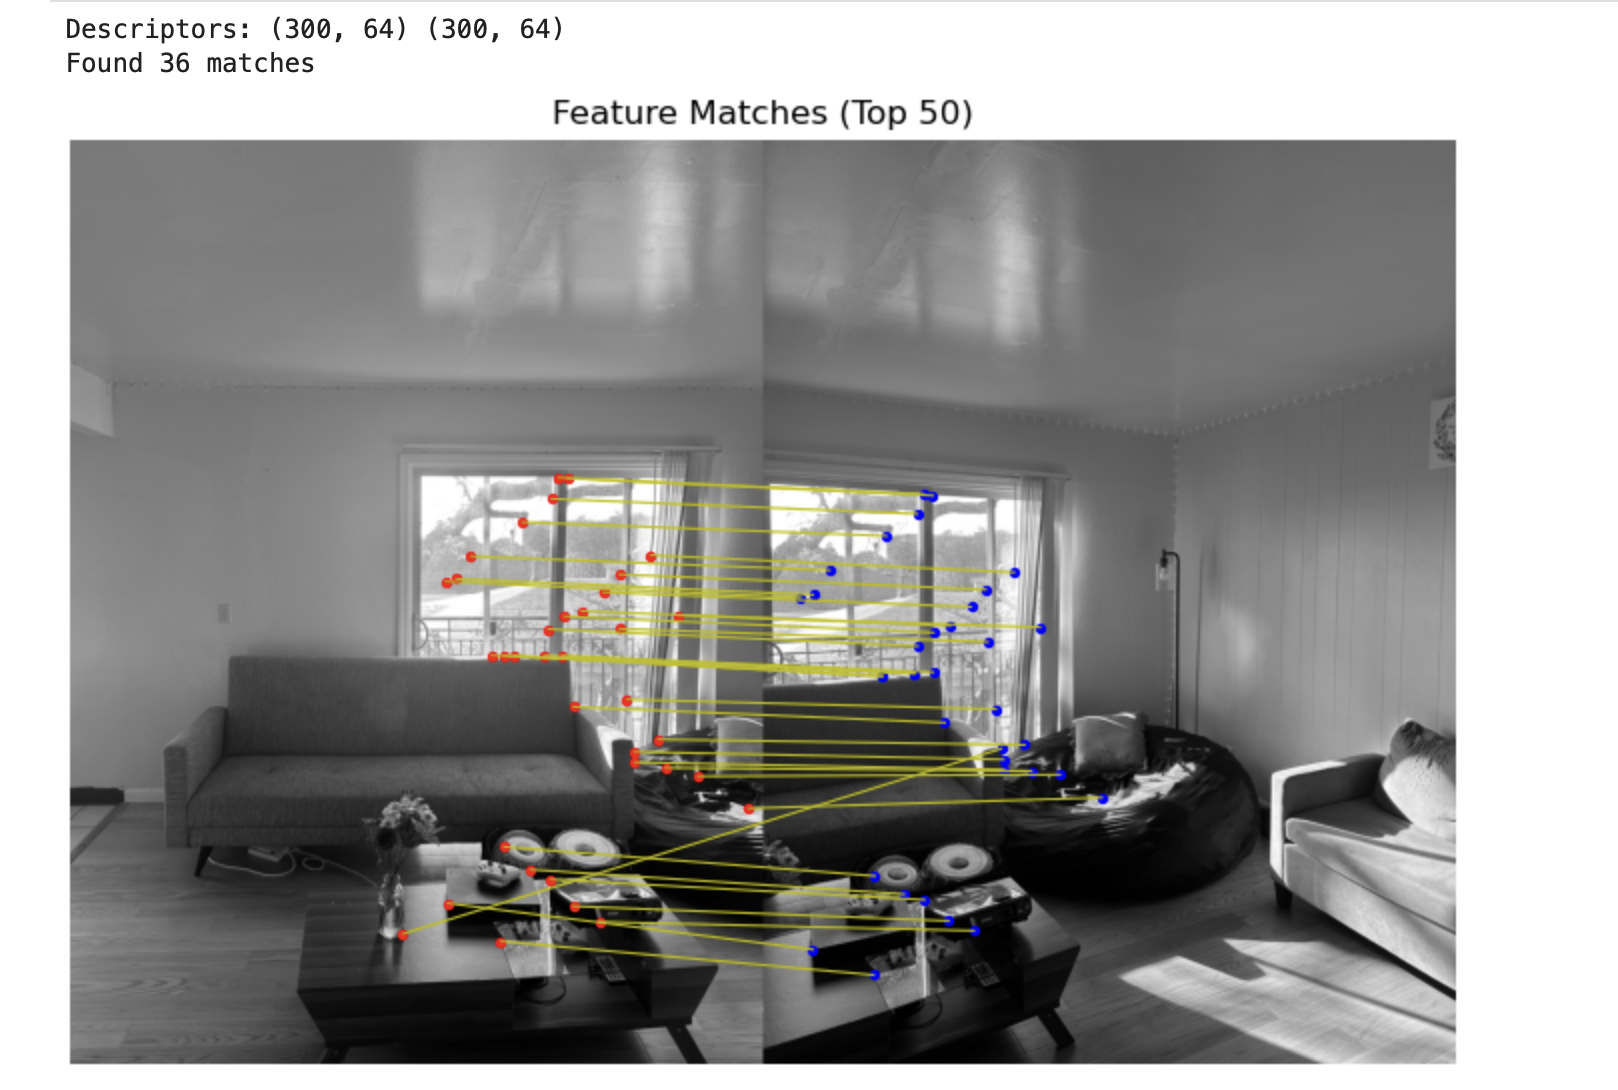 Descriptors: (300, 64) (300, 64)
Found 36 matches
Feature Matches (Top 50)